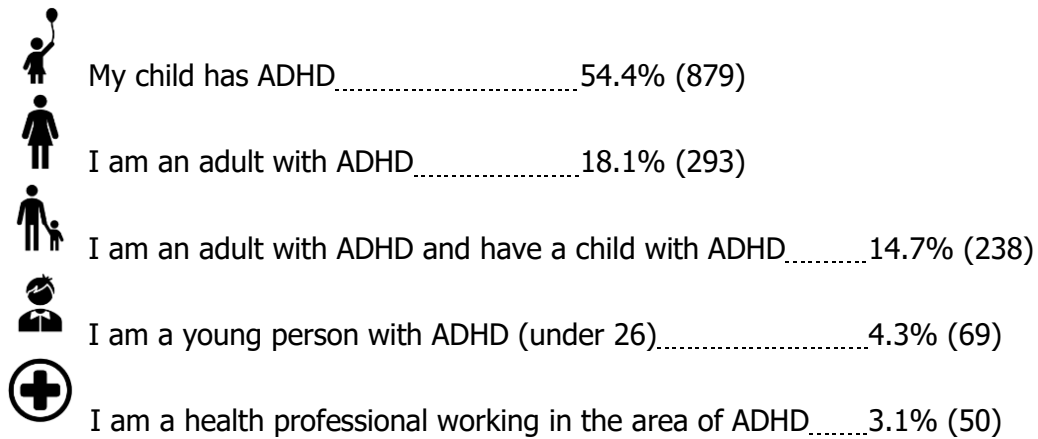 My child has ADHD 54.4% (879)
I am an adult with ADHD 18.1% (293)
I am an adult with ADHD and have a child with ADHD 14.7% (238)
I am a young person with ADHD (under 26) 4.3% (69)
I am a health professional working in the area of ADHD 3.1% (50)